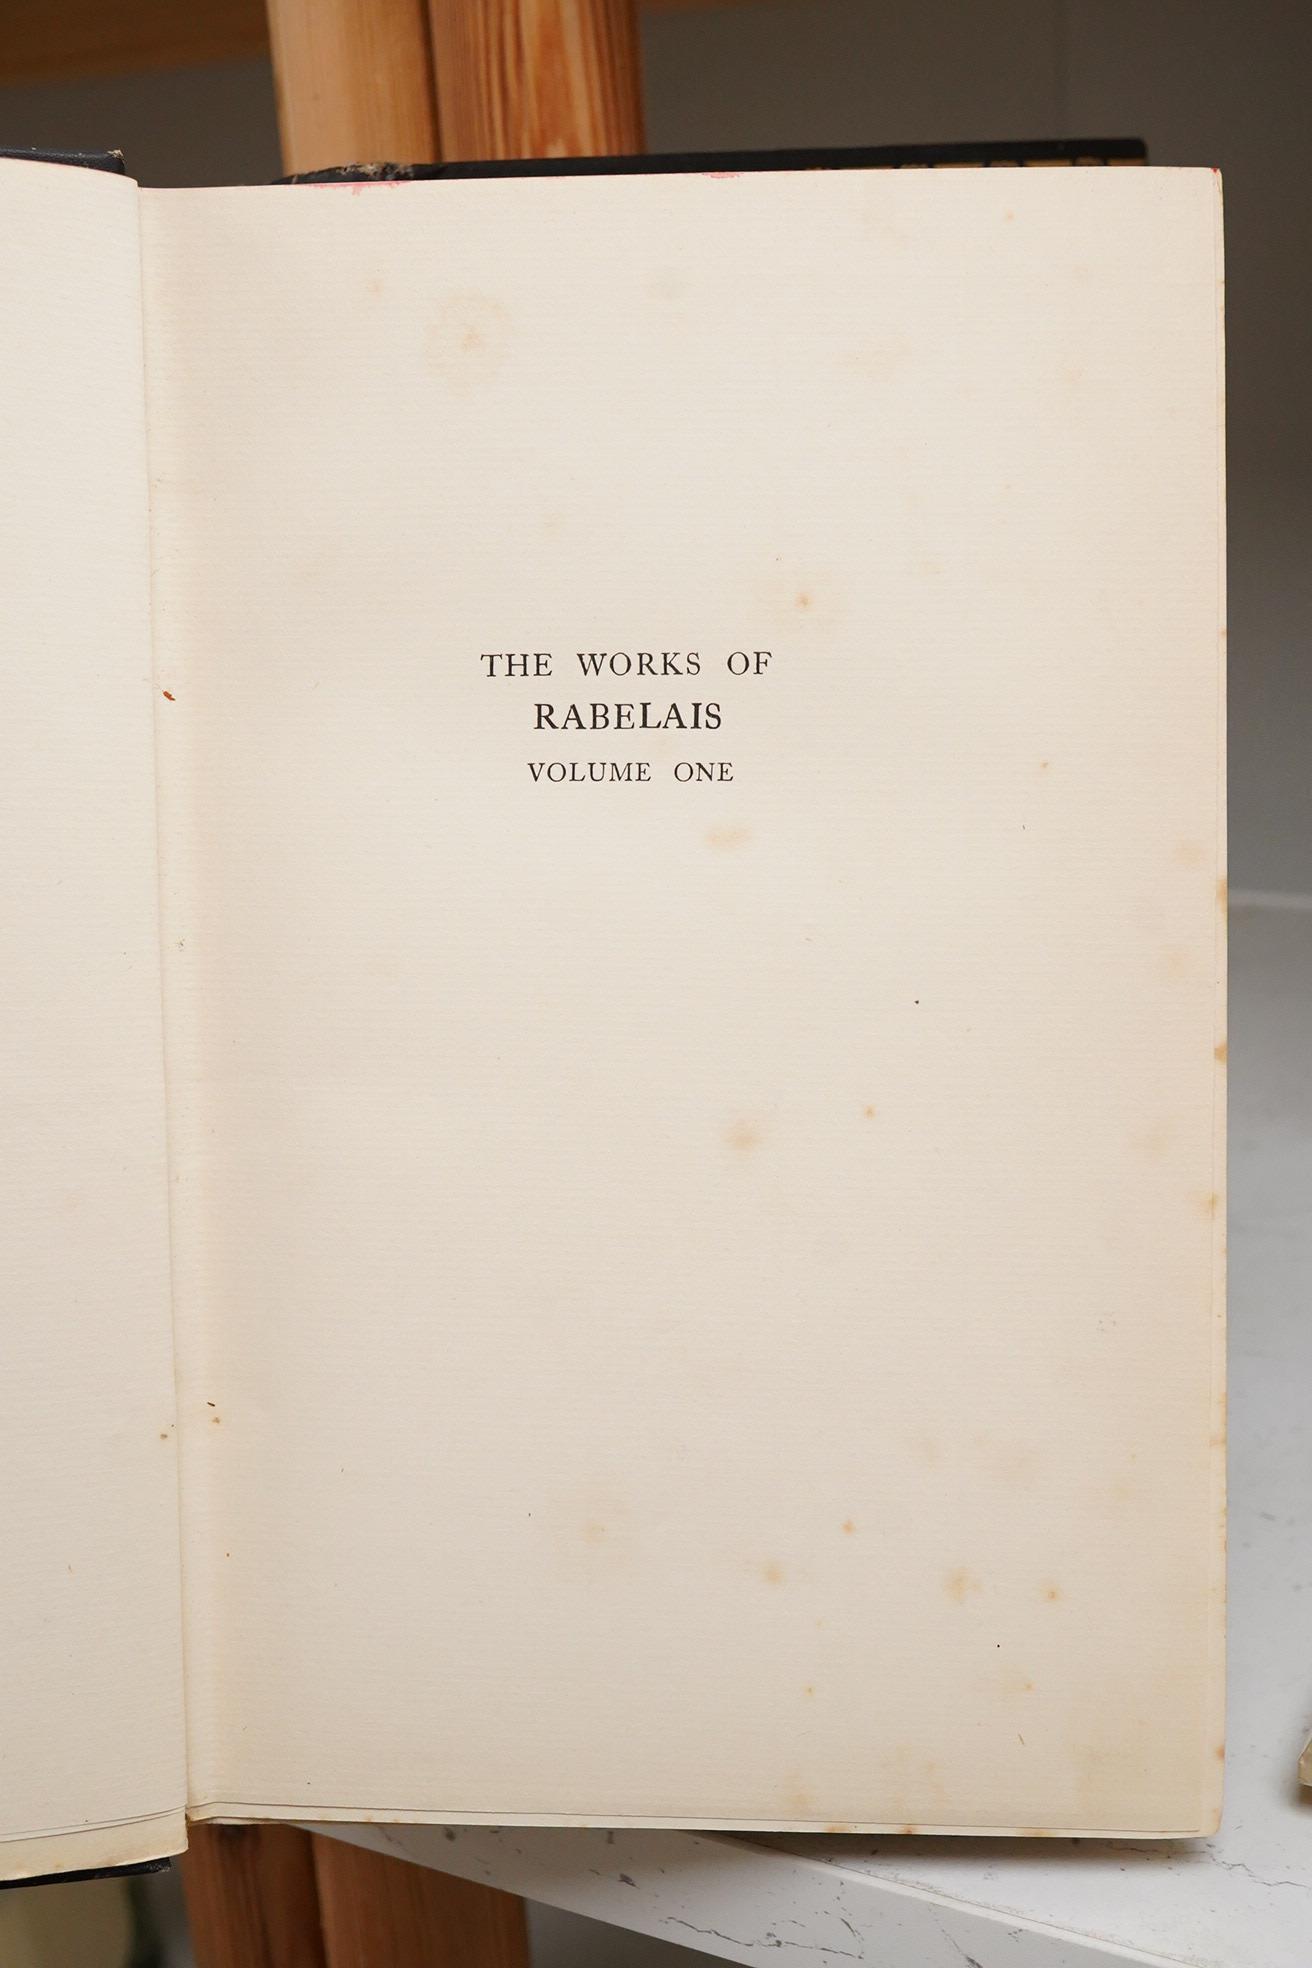 THE WORKS OF
RABELAIS
VOLUME ONE